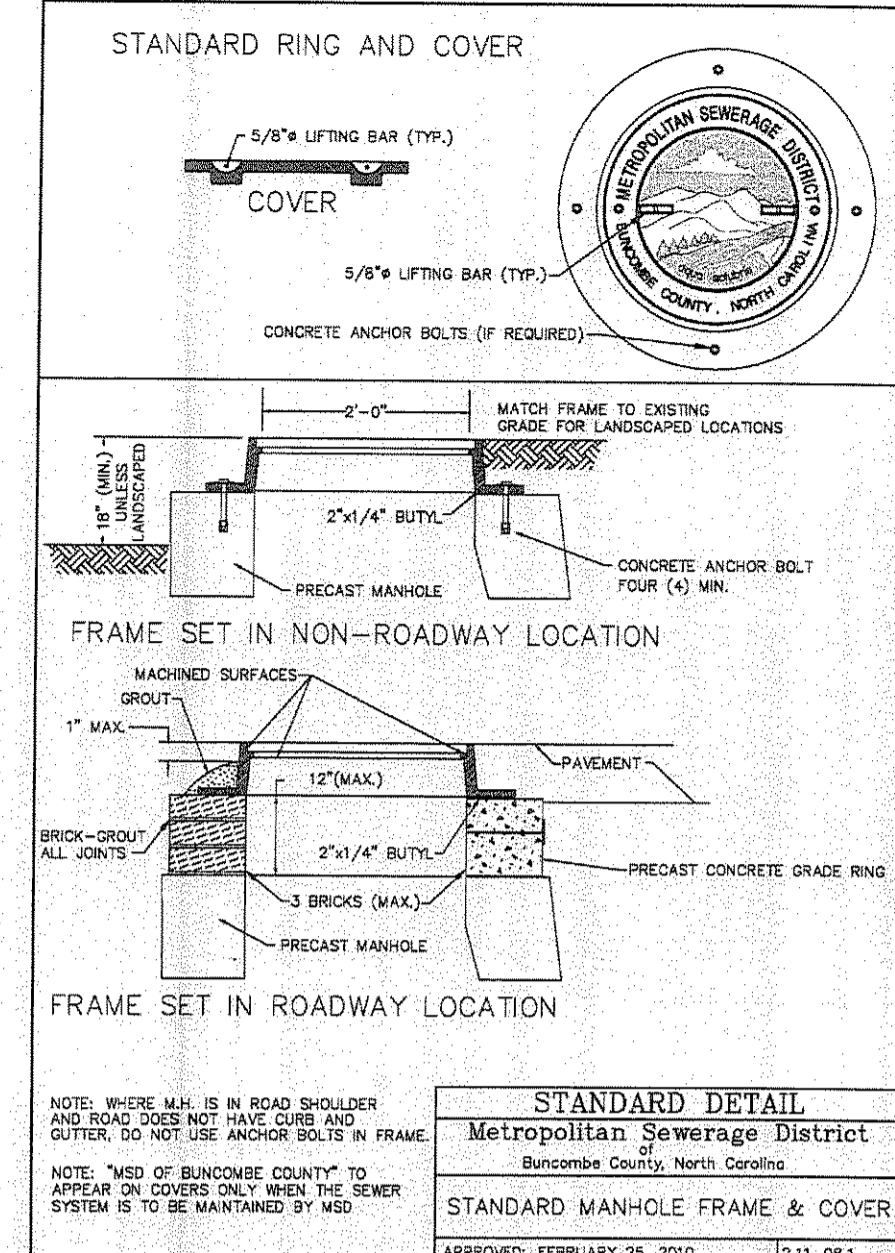 STANDARD RING AND COVER
5/8"ø LIFTING BAR (TYP.)
COVER
METROPOLITAN SEWERAGE DISTRICT
BUNCOMBE COUNTY, NORTH CAROLINA
5/8"ø LIFTING BAR (TYP.)
CONCRETE ANCHOR BOLTS (IF REQUIRED)
2'-0"
MATCH FRAME TO EXISTING
GRADE FOR LANDSCAPED LOCATIONS
18" (MIN.)
UNLESS
LANDSCAPED
2"x1/4" BUTYL
CONCRETE ANCHOR BOLT
FOUR (4) MIN.
PRECAST MANHOLE
FRAME SET IN NON-ROADWAY LOCATION
MACHINED SURFACES
GROUT
1" MAX.
PAVEMENT
12"(MAX.)
BRICK-GROUT
ALL JOINTS
2"x1/4" BUTYL
PRECAST CONCRETE GRADE RING
3 BRICKS (MAX.)
PRECAST MANHOLE
FRAME SET IN ROADWAY LOCATION
NOTE: WHERE M.H. IS IN ROAD SHOULDER
AND ROAD DOES NOT HAVE CURB AND
GUTTER, DO NOT USE ANCHOR BOLTS IN FRAME.
NOTE: "MSD OF BUNCOMBE COUNTY" TO
APPEAR ON COVERS ONLY WHEN THE SEWER
SYSTEM IS TO BE MAINTAINED BY MSD
STANDARD DETAIL
Metropolitan Sewerage District
of
Buncombe County, North Carolina
STANDARD MANHOLE FRAME & COVER
APPROVED: FEBRUARY 25, 2010